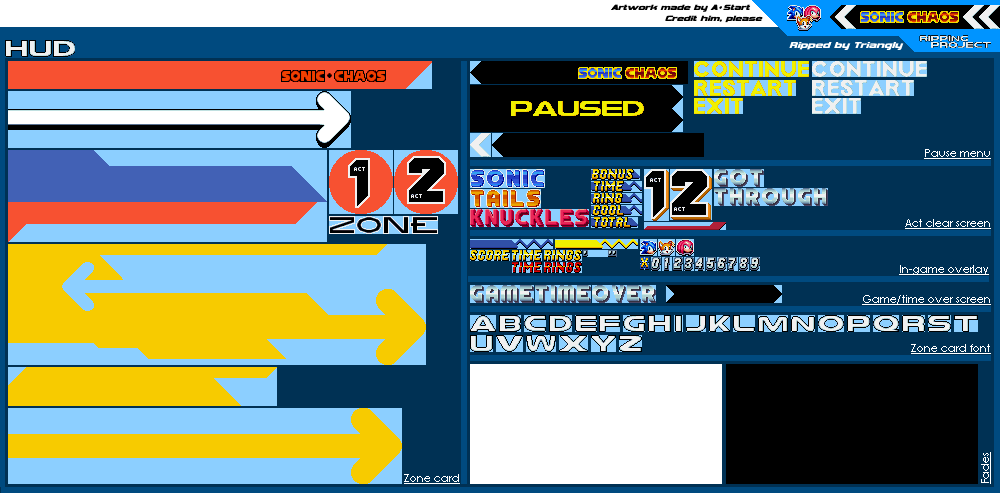 Artwork made by A+Start
Credit him, please
SONIC CHAOS
Ripped by Triangly
RIPPING
PROJECT
HUD
SONIC•CHAOS
ACT 1
2 ACT
ZONE
Zone card
SONIC CHAOS
PAUSED
CONTINUE CONTINUE
RESTART RESTART
EXIT EXIT
Pause menu
SONIC
TAILS
KNUCKLES
BONUS
TIME
RING
COOL
TOTAL
ACT 1
2 ACT
GOT
THROUGH
Act clear screen
SCORE TIME RINGS
TIME RINGS
0123456789
In-game overlay
GAMETIMEOVER
Game/time over screen
ABCDEFGHIJKLMNOPQRST
UVWXYZ
Zone card font
Fades